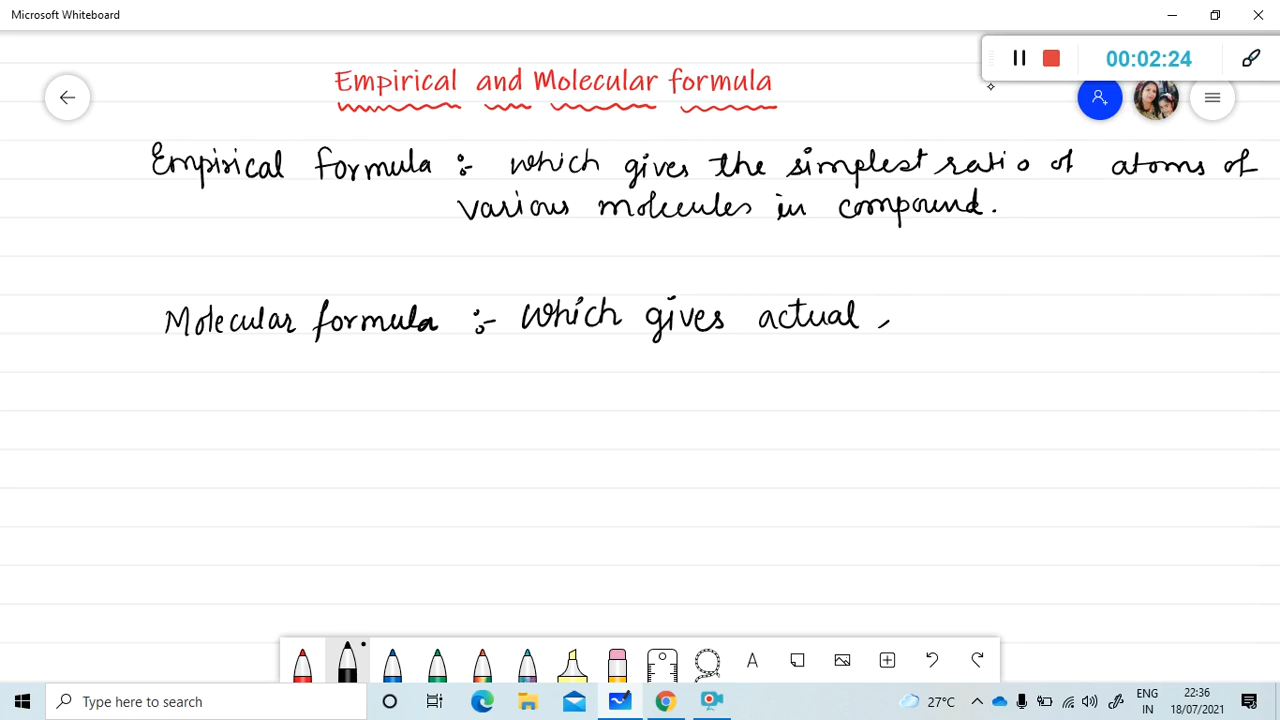 Microsoft Whiteboard
00:02:24
Empirical and Molecular formula
Empirical formula :- which gives the simplest ratio of atoms of
various molecules in compound.
Molecular formula :- which gives actual
A
Type here to search
27°C
ENG
IN
22:36
18/07/2021